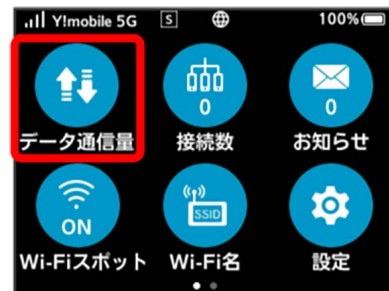 Y!mobile 5G S 100%
0 0
データ通信量 接続数 お知らせ
ON SSID
Wi-Fiスポット Wi-Fi名 設定